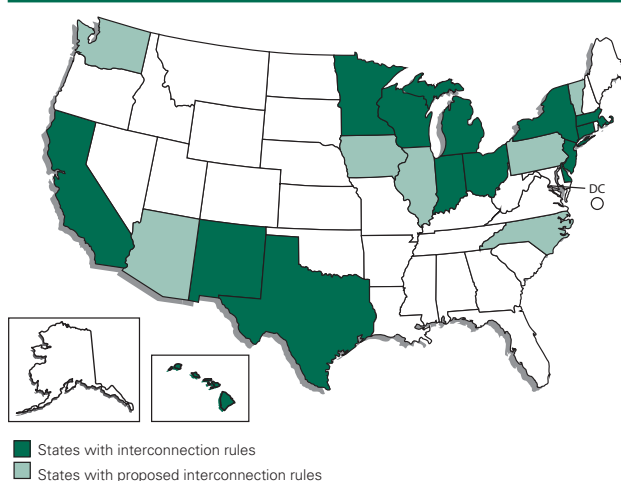 DC
States with interconnection rules
States with proposed interconnection rules